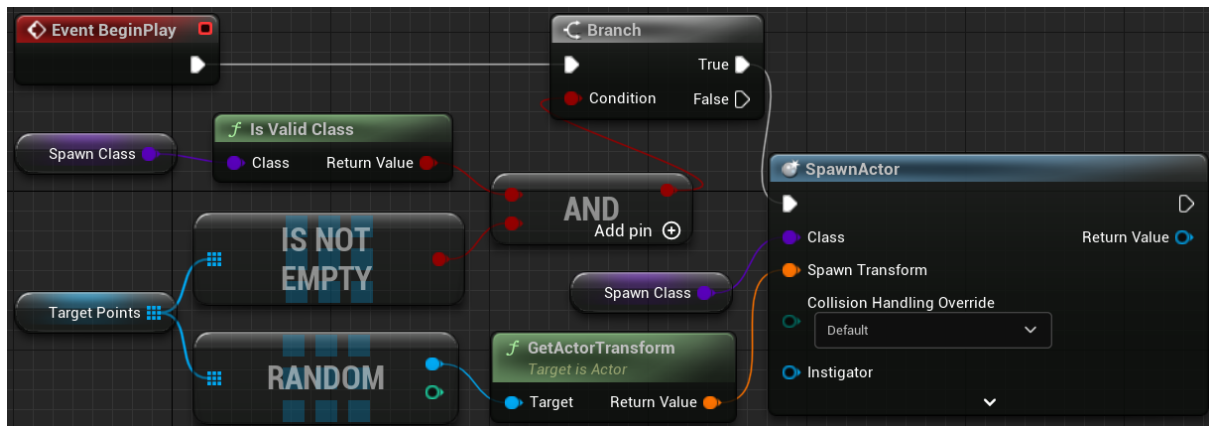 Event BeginPlay
Branch
True
Condition
False
f Is Valid Class
Spawn Class
Class
Return Value
SpawnActor
AND
Add pin
IS NOT
EMPTY
Class
Return Value
Spawn Transform
Spawn Class
Target Points
Collision Handling Override
Default
RANDOM
f GetActorTransform
Target is Actor
Target
Return Value
Instigator